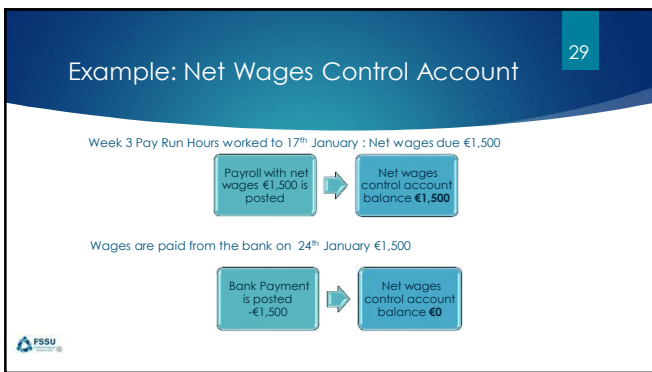 29
Example: Net Wages Control Account
Week 3 Pay Run Hours worked to 17th January : Net wages due €1,500
Payroll with net
wages €1,500 is
posted
Net wages
control account
balance €1,500
Wages are paid from the bank on 24th January €1,500
Bank Payment
is posted
-€1,500
Net wages
control account
balance €0
FSSU